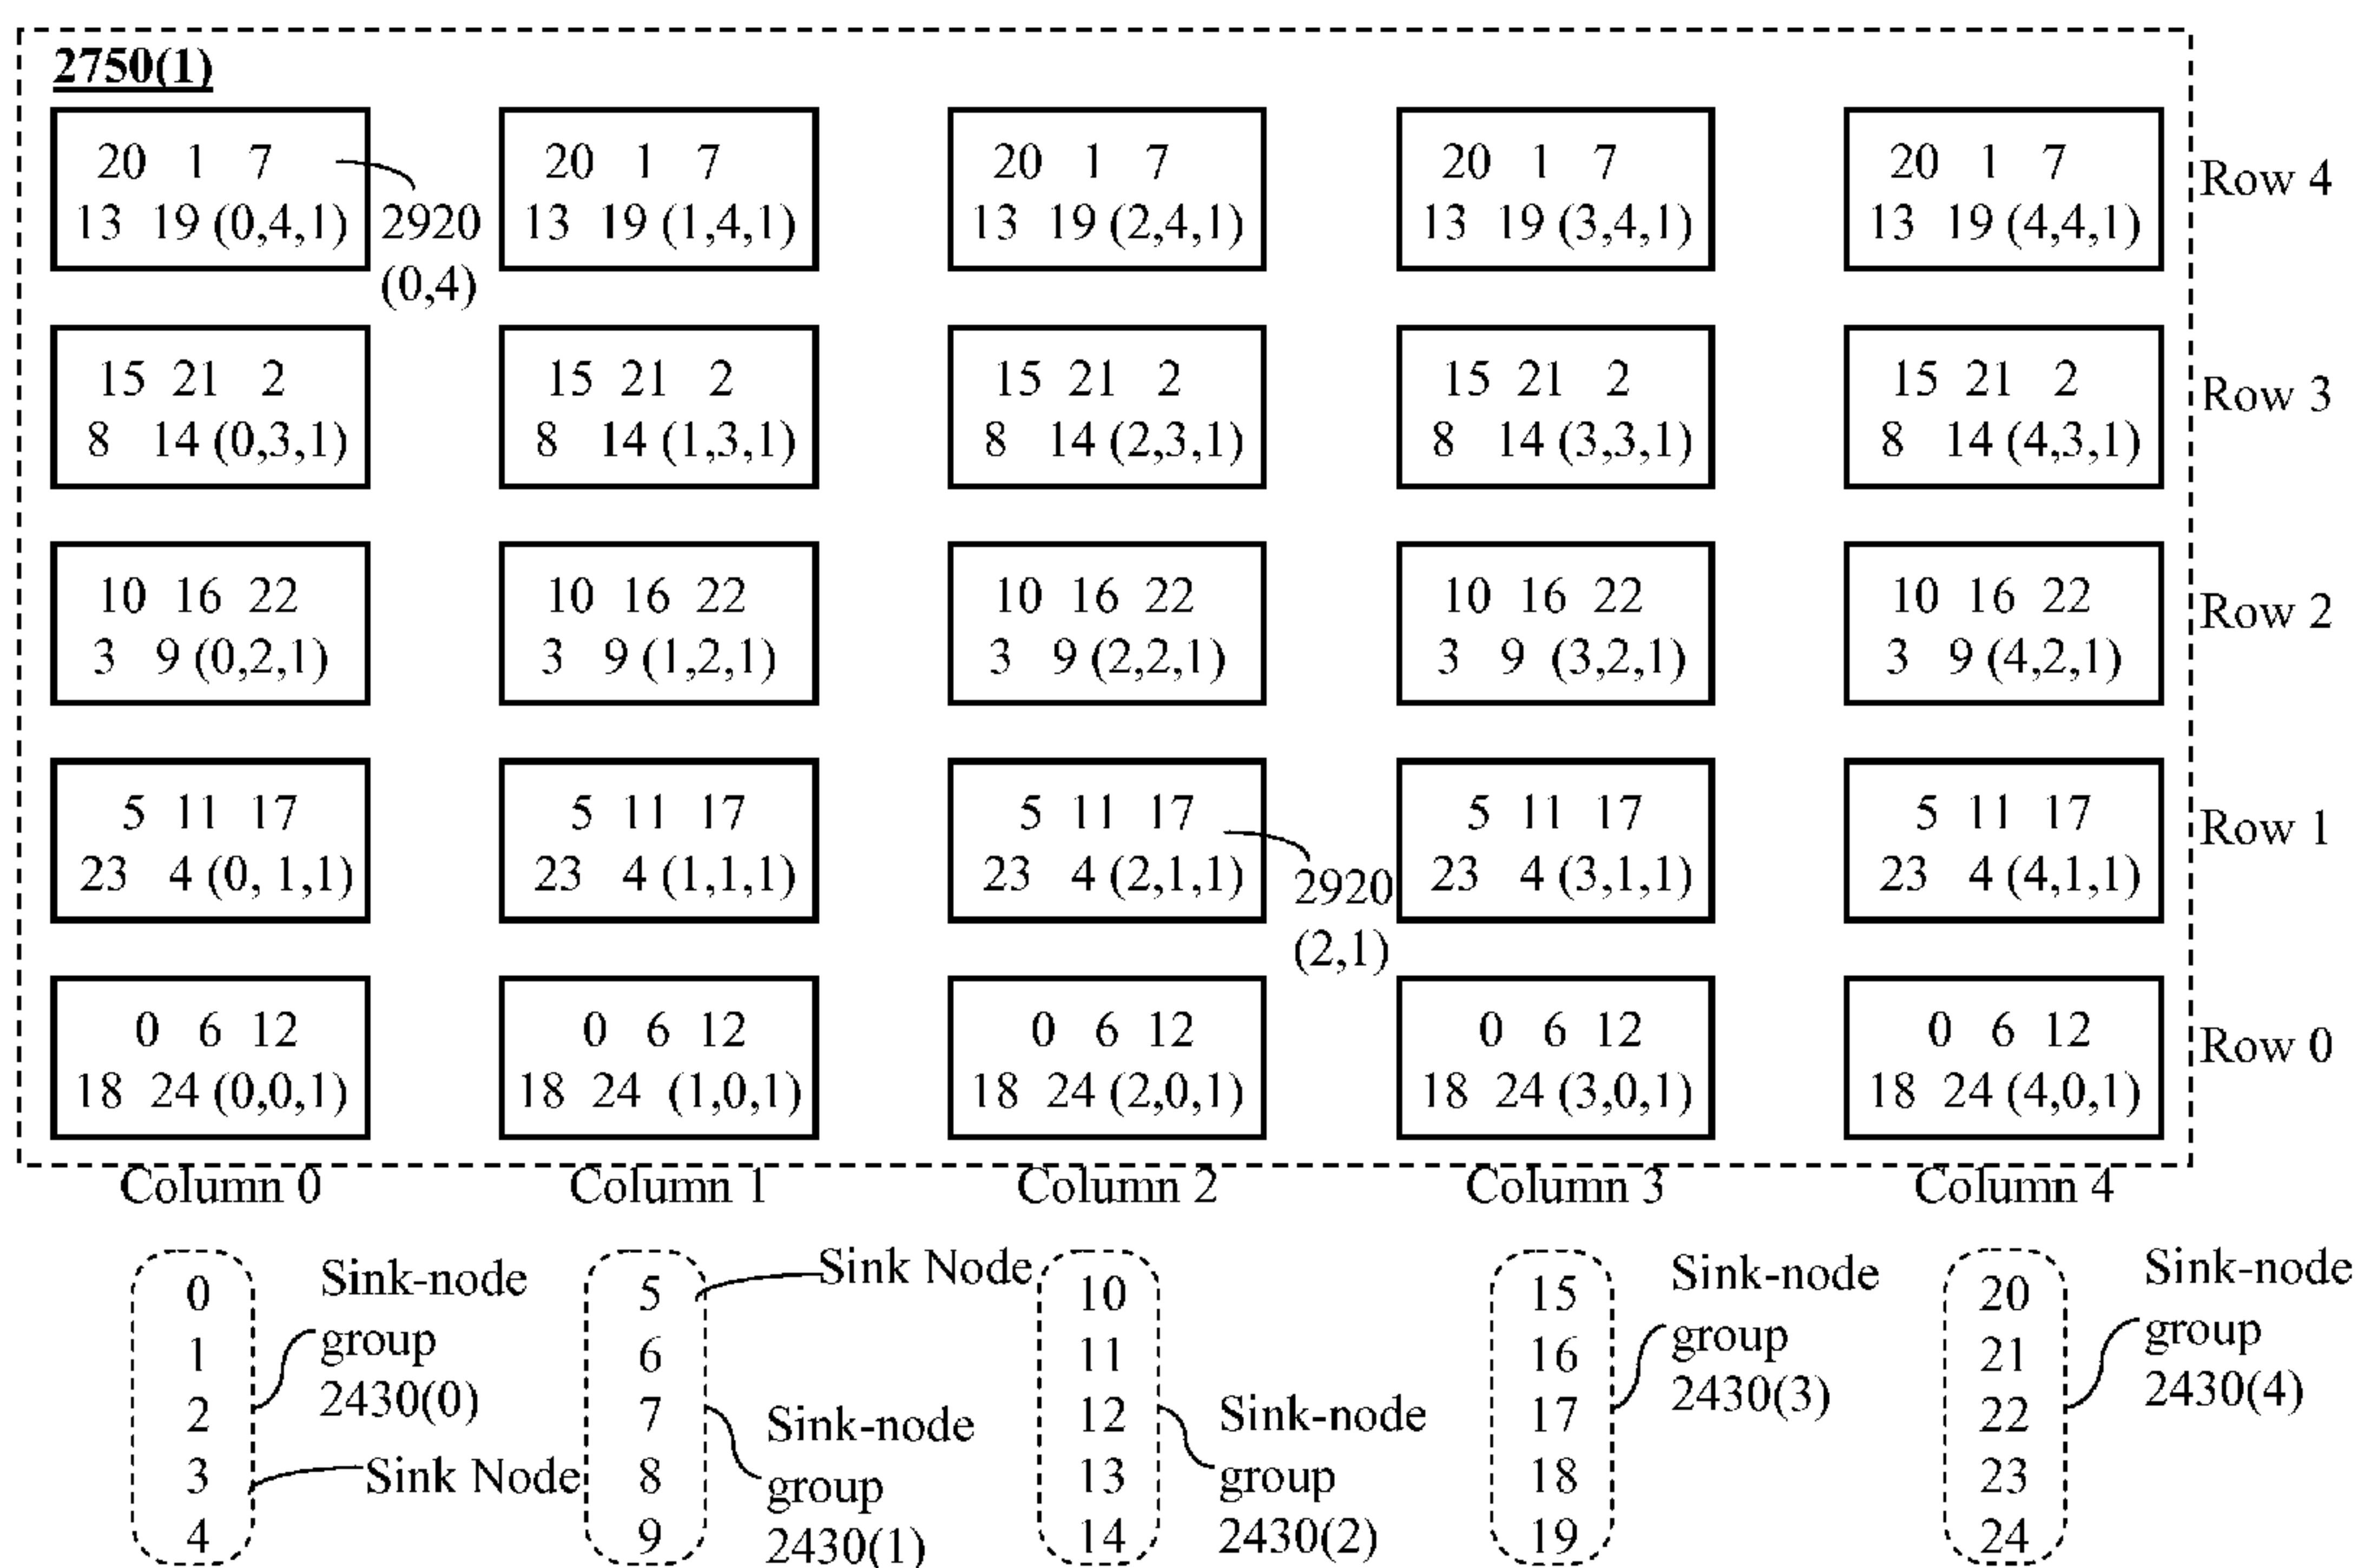 2750(1)
20 1 7
13 19 (0,4,1)
2920
(0,4)
20 1 7
13 19 (1,4,1)
20 1 7
13 19 (2,4,1)
20 1 7
13 19 (3,4,1)
20 1 7
13 19 (4,4,1)
Row 4
15 21 2
8 14 (0,3,1)
15 21 2
8 14 (1,3,1)
15 21 2
8 14 (2,3,1)
15 21 2
8 14 (3,3,1)
15 21 2
8 14 (4,3,1)
Row 3
10 16 22
3 9 (0,2,1)
10 16 22
3 9 (1,2,1)
10 16 22
3 9 (2,2,1)
10 16 22
3 9 (3,2,1)
10 16 22
3 9 (4,2,1)
Row 2
5 11 17
23 4 (0, 1,1)
5 11 17
23 4 (1,1,1)
5 11 17
23 4 (2,1,1)
2920
(2,1)
5 11 17
23 4 (3,1,1)
5 11 17
23 4 (4,1,1)
Row 1
0 6 12
18 24 (0,0,1)
0 6 12
18 24 (1,0,1)
0 6 12
18 24 (2,0,1)
0 6 12
18 24 (3,0,1)
0 6 12
18 24 (4,0,1)
Row 0
Column 0
Column 1
Column 2
Column 3
Column 4
0
1
2
3
4
Sink-node
group
2430(0)
Sink Node
5
6
7
8
9
Sink Node
Sink-node
group
2430(1)
10
11
12
13
14
Sink-node
group
2430(2)
15
16
17
18
19
Sink-node
group
2430(3)
20
21
22
23
24
Sink-node
group
2430(4)